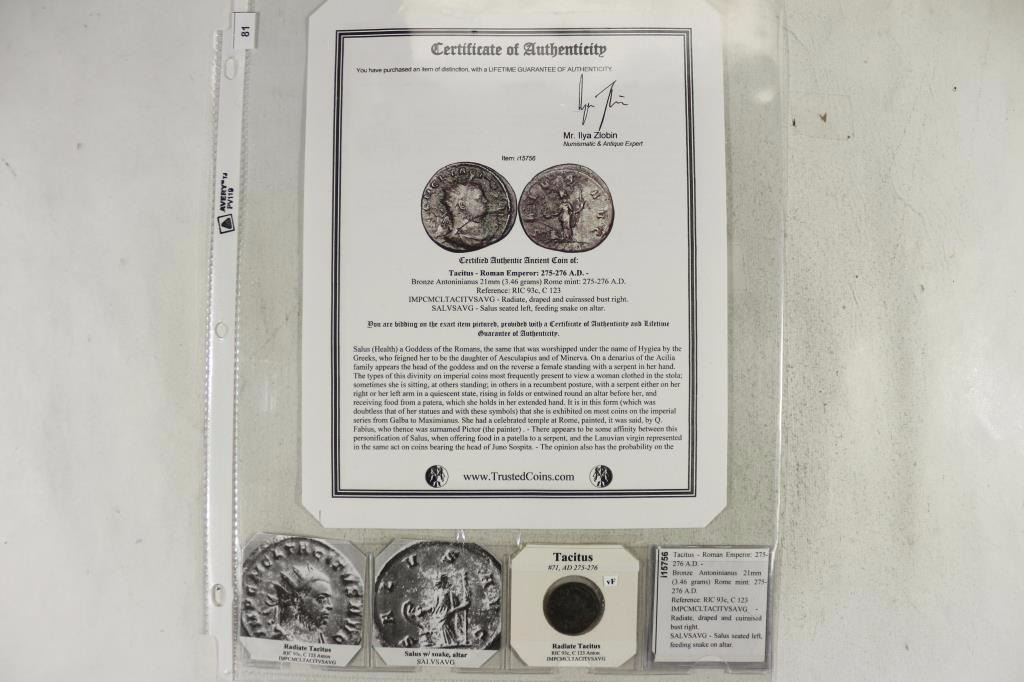 81
AVERY™
PV119
Certificate of Authenticity
You have purchased an item of distinction, with a LIFETIME GUARANTEE OF AUTHENTICITY.
Mr. Ilya Zlobin
Numismatic & Antique Expert
Item: i15756
Certified Authentic Ancient Coin of:
Tacitus - Roman Emperor: 275-276 A.D. -
Bronze Antoninianus 21mm (3.46 grams) Rome mint: 275-276 A.D.
Reference: RIC 93c, C 123
IMPCMCLTACITVSAVG - Radiate, draped and cuirassed bust right.
SALVSAVG - Salus seated left, feeding snake on altar.
You are bidding on the exact item pictured, provided with a Certificate of Authenticity and Lifetime
Guarantee of Authenticity.
Salus (Health) a Goddess of the Romans, the same that was worshipped under the name of Hygiea by the
Greeks, who feigned her to be the daughter of Aesculapius and of Minerva. On a denarius of the Acilia
family appears the head of the goddess and on the reverse a female standing with a serpent in her hand.
The types of this divinity on imperial coins most frequently present to view a woman clothed in the stola;
sometimes she is sitting, at others standing; in others in a recumbent posture, with a serpent either on her
right or her left arm in a quiescent state, rising in folds or entwined round an altar before her, and
receiving food from a patera, which she holds in her extended hand. It is in this form (which was
doubtless that of her statues and with these symbols) that she is exhibited on most coins on the imperial
series from Galba to Maximianus. She had a celebrated temple at Rome, painted, it was said, by Q.
Fabius, who thence was surnamed Pictor (the painter) . - There appears to be some affinity between this
personification of Salus, when offering food in a patella to a serpent, and the Lanuvian virgin represented
in the same act on coins bearing the head of Juno Sospita. - The opinion also has the probability on the
www.TrustedCoins.com
Radiate Tacitus
RIC 93c, C 123 Anton
IMPCMCLTACITVSAVG
Salus w/ snake, altar
SALVSAVG
Tacitus
#71, AD 275-276
VF
Radiate Tacitus
RIC 93c, C 123 Anton
IMPCMCLTACITVSAVG
i15756
Tacitus - Roman Emperor: 275-
276 A.D. -
Bronze Antoninianus 21mm
(3.46 grams) Rome mint: 275-
276 A.D.
Reference: RIC 93c, C 123
IMPCMCLTACITVSAVG -
Radiate, draped and cuirassed
bust right.
SALVSAVG - Salus seated left,
feeding snake on altar.